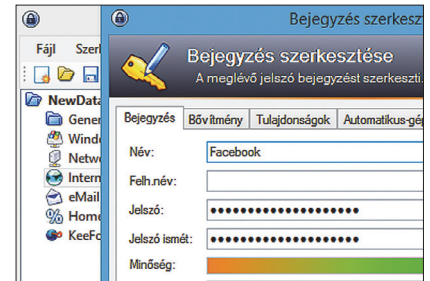 Bejegyzés szerkeszt
Fájl Szerk
Bejegyzés szerkesztése
A meglévő jelszó bejegyzést szerkeszti.
NewData
Gener
Windo
Netwo
Intern
eMail
Home
KeeFo
Bejegyzés Bővítmény Tulajdonságok Automatikus-gép
Név: Facebook
Felh.név:
Jelszó: ••••••••••••••••••••
Jelszó ismét: ••••••••••••••••••••
Minőség: